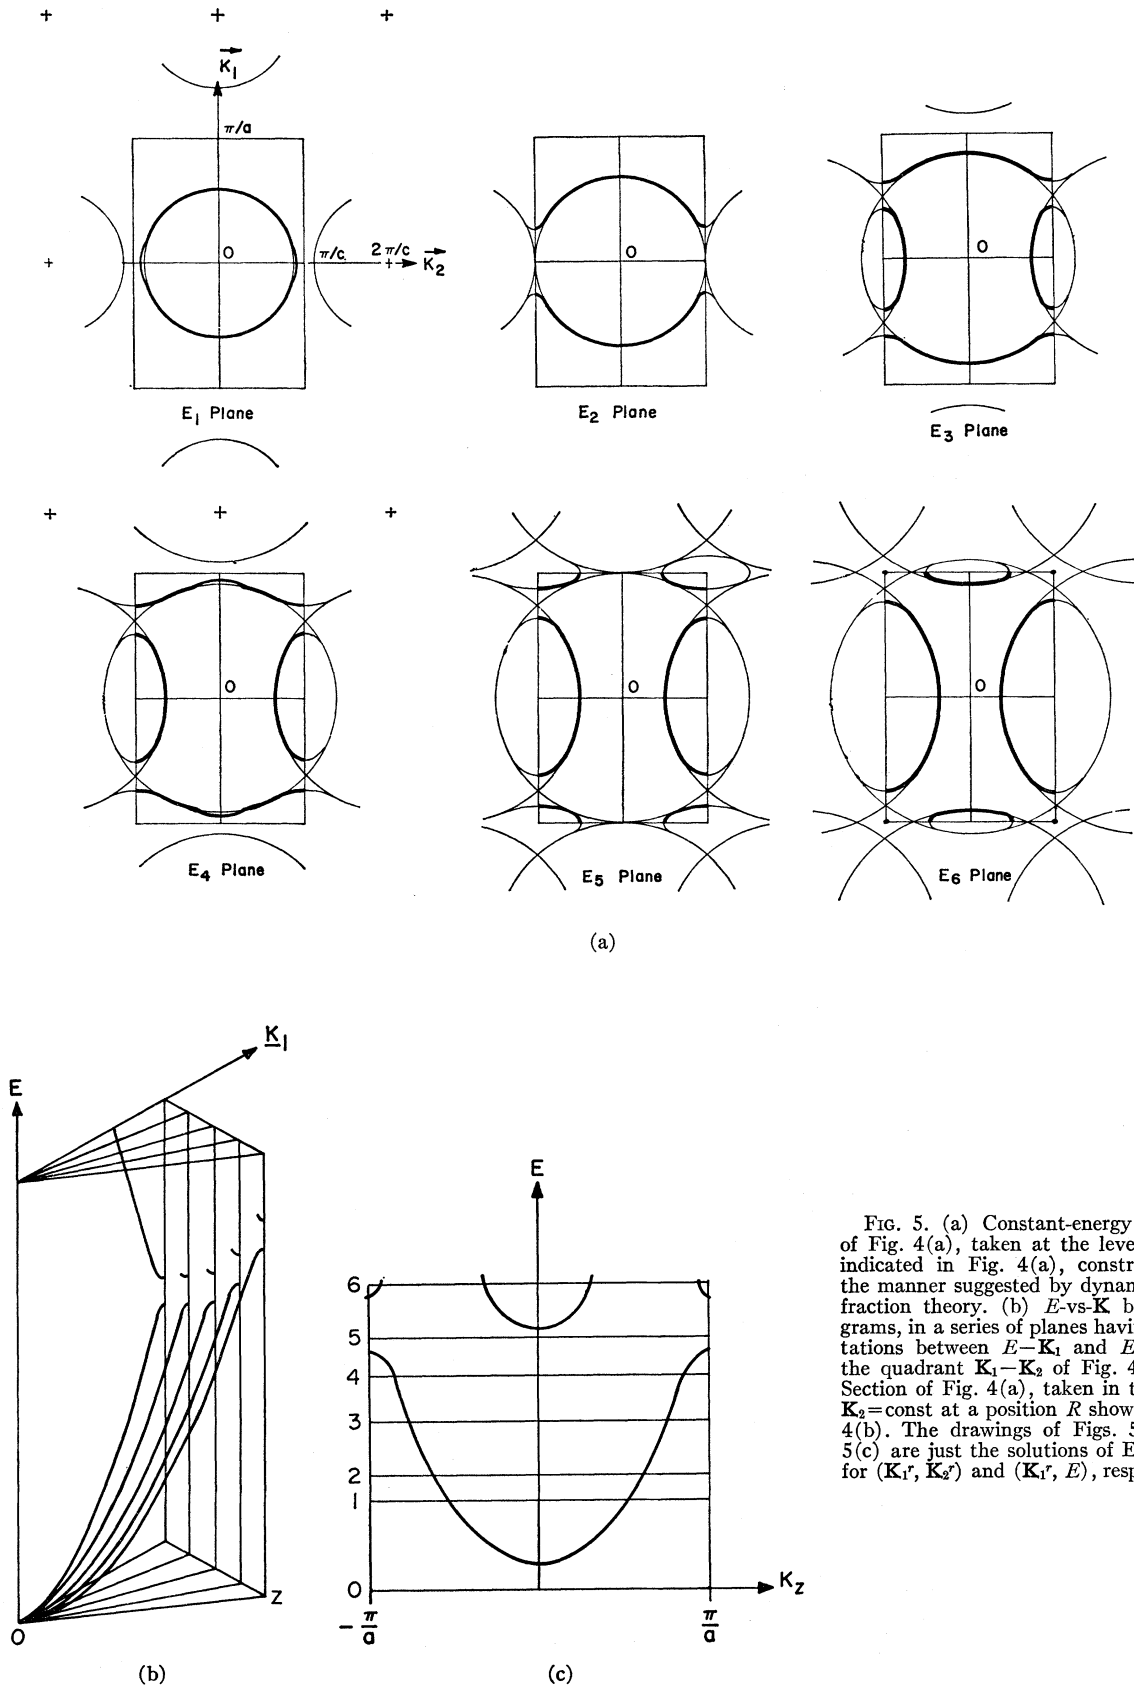 K₁
π/a
O
π/c
2π/c
K₂
E₁ Plane
O
E₂ Plane
O
E₃ Plane
O
E₄ Plane
O
E₅ Plane
O
E₆ Plane
(a)
K₁
E
Z
O
(b)
E
6
5
4
3
2
1
0
K_Z
-π/a
π/a
(c)
FIG. 5. (a) Constant-energy
of Fig. 4(a), taken at the leve
indicated in Fig. 4(a), constr
the manner suggested by dynam
fraction theory. (b) E-vs-K b
grams, in a series of planes havi
tations between E—K₁ and E
the quadrant K₁—K₂ of Fig. 4
Section of Fig. 4(a), taken in t
K₂=const at a position R show
4(b). The drawings of Figs. 5
5(c) are just the solutions of E
for (K₁ʳ, K₂ʳ) and (K₁ʳ, E), resp